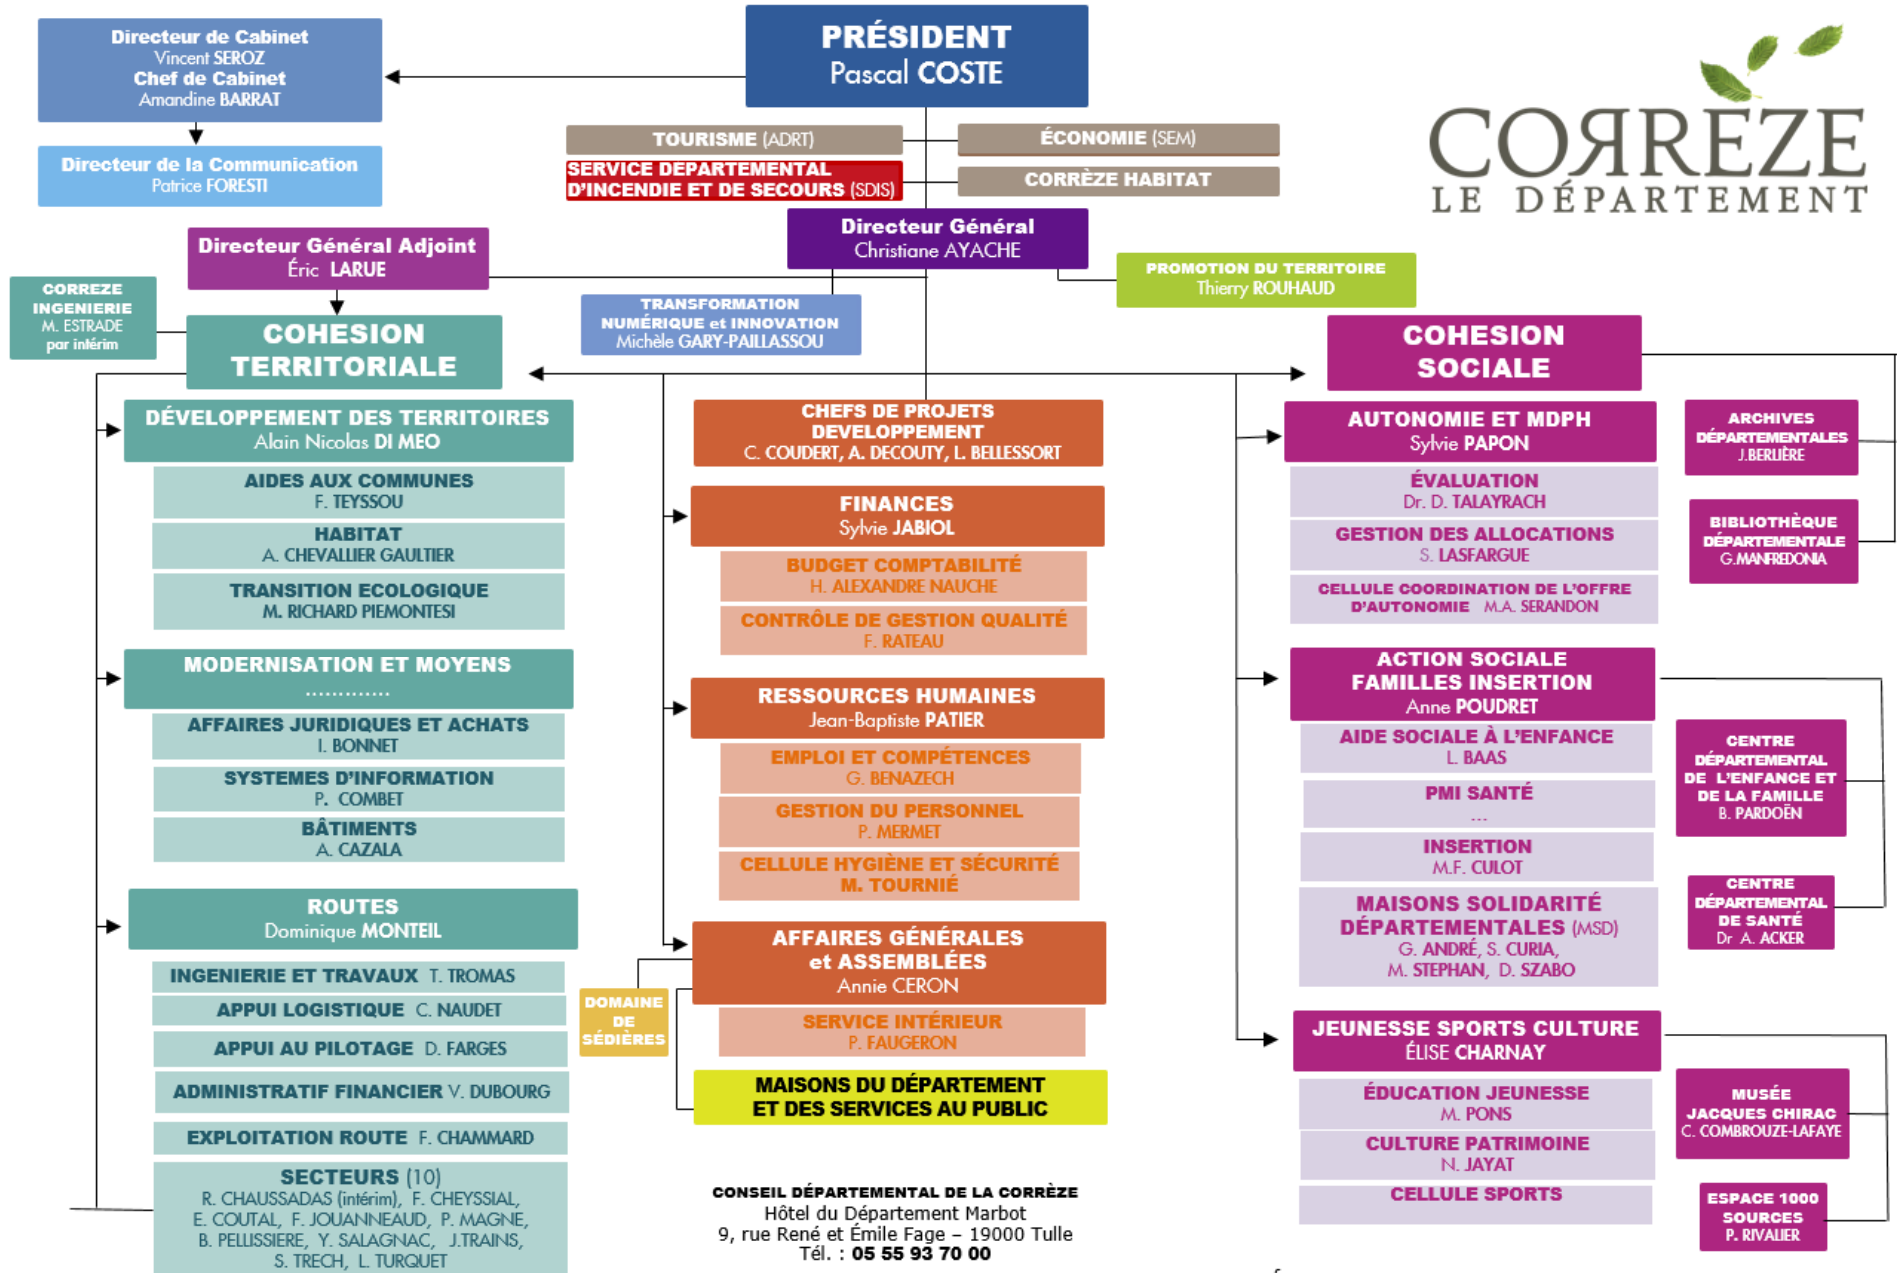 Directeur de Cabinet
Vincent SEROZ
Chef de Cabinet
Amandine BARRAT
Directeur de la Communication
Patrice FORESTI
PRÉSIDENT
Pascal COSTE
TOURISME (ADRT)
ÉCONOMIE (SEM)
SERVICE DEPARTEMENTAL
D'INCENDIE ET DE SECOURS (SDIS)
CORRÈZE HABITAT
CORRÈZE
LE DÉPARTEMENT
Directeur Général
Christiane AYACHE
Directeur Général Adjoint
Éric LARUE
PROMOTION DU TERRITOIRE
Thierry ROUHAUD
TRANSFORMATION
NUMÉRIQUE et INNOVATION
Michèle GARY-PAILLASSOU
CORREZE
INGENIERIE
M. ESTRADE
par intérim
COHESION
TERRITORIALE
DÉVELOPPEMENT DES TERRITOIRES
Alain Nicolas DI MEO
AIDES AUX COMMUNES
F. TEYSSOU
HABITAT
A. CHEVALLIER GAULTIER
TRANSITION ECOLOGIQUE
M. RICHARD PIEMONTESI
MODERNISATION ET MOYENS
.............
AFFAIRES JURIDIQUES ET ACHATS
I. BONNET
SYSTEMES D'INFORMATION
P. COMBET
BÂTIMENTS
A. CAZALA
ROUTES
Dominique MONTEIL
INGENIERIE ET TRAVAUX T. TROMAS
APPUI LOGISTIQUE C. NAUDET
APPUI AU PILOTAGE D. FARGES
ADMINISTRATIF FINANCIER V. DUBOURG
EXPLOITATION ROUTE F. CHAMMARD
SECTEURS (10)
R. CHAUSSADAS (intérim), F. CHEYSSIAL,
E. COUTAL, F. JOUANNEAUD, P. MAGNE,
B. PELLISSIERE, Y. SALAGNAC, J.TRAINS,
S. TRECH, L. TURQUET
CHEFS DE PROJETS
DEVELOPPEMENT
C. COUDERT, A. DECOUTY, L. BELLESSORT
FINANCES
Sylvie JABIOL
BUDGET COMPTABILITÉ
H. ALEXANDRE NAUCHE
CONTRÔLE DE GESTION QUALITÉ
F. RATEAU
RESSOURCES HUMAINES
Jean-Baptiste PATIER
EMPLOI ET COMPÉTENCES
G. BENAZECH
GESTION DU PERSONNEL
P. MERMET
CELLULE HYGIÈNE ET SÉCURITÉ
M. TOURNIÉ
AFFAIRES GÉNÉRALES
et ASSEMBLÉES
Annie CERON
DOMAINE
DE
SÉDIÈRES
SERVICE INTÉRIEUR
P. FAUGERON
MAISONS DU DÉPARTEMENT
ET DES SERVICES AU PUBLIC
CONSEIL DÉPARTEMENTAL DE LA CORRÈZE
Hôtel du Département Marbot
9, rue René et Émile Fage – 19000 Tulle
Tél. : 05 55 93 70 00
COHESION
SOCIALE
AUTONOMIE ET MDPH
Sylvie PAPON
ÉVALUATION
Dr. D. TALAYRACH
GESTION DES ALLOCATIONS
S. LASFARGUE
CELLULE COORDINATION DE L'OFFRE
D'AUTONOMIE M.A. SERANDON
ACTION SOCIALE
FAMILLES INSERTION
Anne POUDRET
AIDE SOCIALE À L'ENFANCE
L. BAAS
PMI SANTÉ
...
INSERTION
M.F. CULOT
MAISONS SOLIDARITÉ
DÉPARTEMENTALES (MSD)
G. ANDRÉ, S. CURIA,
M. STEPHAN, D. SZABO
JEUNESSE SPORTS CULTURE
ÉLISE CHARNAY
ÉDUCATION JEUNESSE
M. PONS
CULTURE PATRIMOINE
N. JAYAT
CELLULE SPORTS
ARCHIVES
DÉPARTEMENTALES
J.BERLIÈRE
BIBLIOTHÈQUE
DÉPARTEMENTALE
G.MANFREDONIA
CENTRE
DÉPARTEMENTAL
DE L'ENFANCE ET
DE LA FAMILLE
B. PARDOËN
CENTRE
DÉPARTEMENTAL
DE SANTÉ
Dr A. ACKER
MUSÉE
JACQUES CHIRAC
C. COMBROUZE-LAFAYE
ESPACE 1000
SOURCES
P. RIVALIER